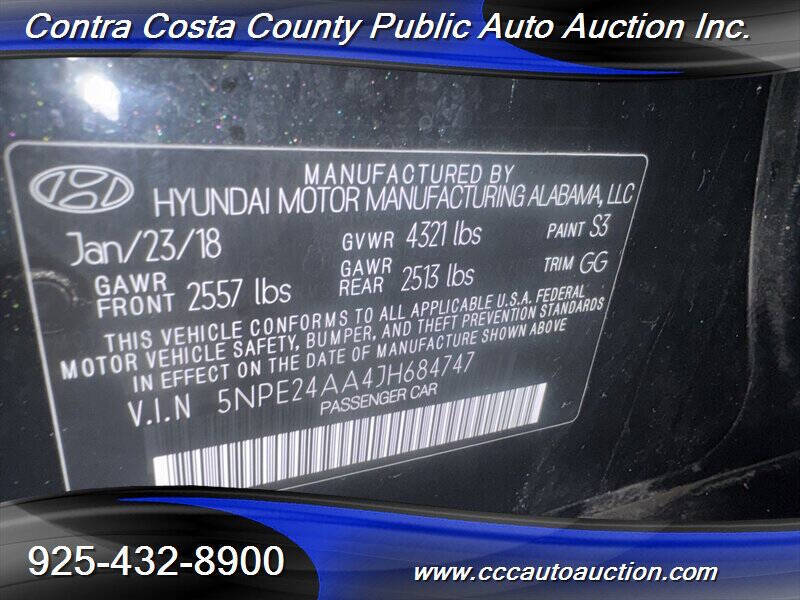 Contra Costa County Public Auto Auction Inc.
MANUFACTURED BY
HYUNDAI MOTOR MANUFACTURING ALABAMA, LLC
Jan/23/18 GVWR 4321 lbs PAINT S3
GAWR FRONT 2557 lbs GAWR REAR 2513 lbs TRIM GG
THIS VEHICLE CONFORMS TO ALL APPLICABLE U.S.A. FEDERAL
MOTOR VEHICLE SAFETY, BUMPER, AND THEFT PREVENTION STANDARDS
IN EFFECT ON THE DATE OF MANUFACTURE SHOWN ABOVE
V.I.N 5NPE24AA4JH684747
PASSENGER CAR
925-432-8900
www.cccautoauction.com